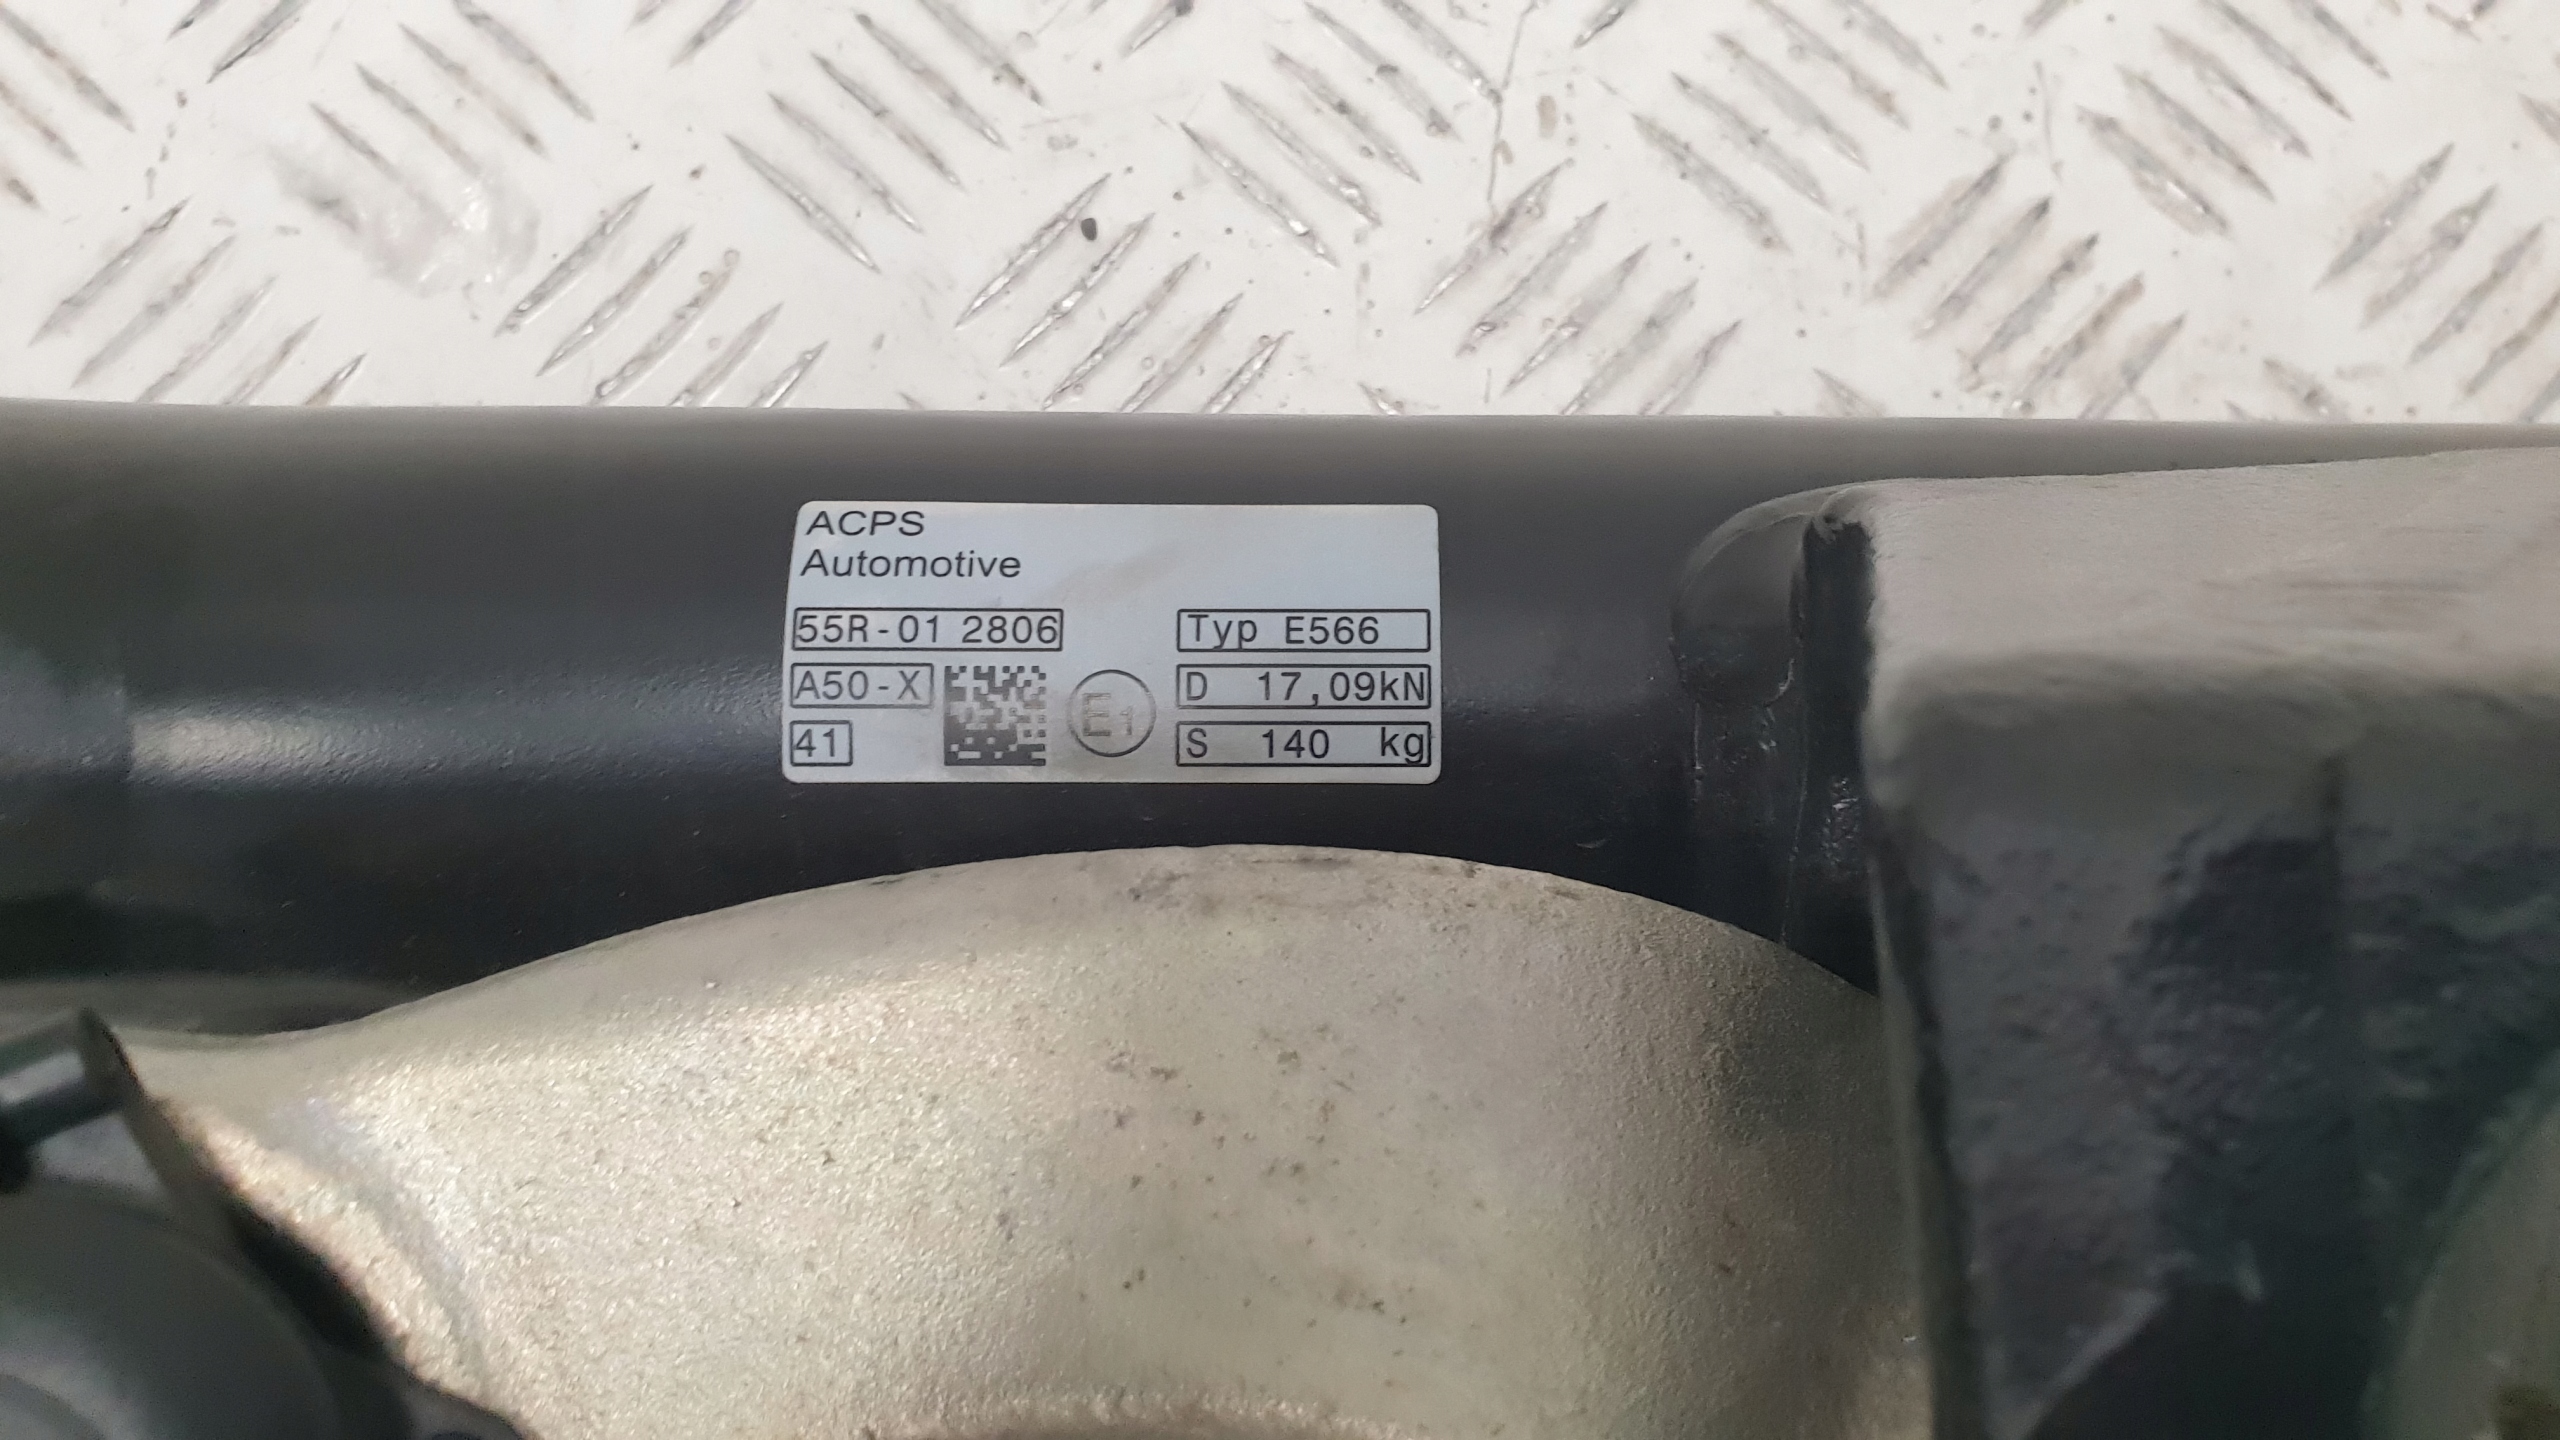 ACPS
Automotive
55R-01 2806
Typ E566
A50-X
E1
D 17,09kN
41
S 140 kg